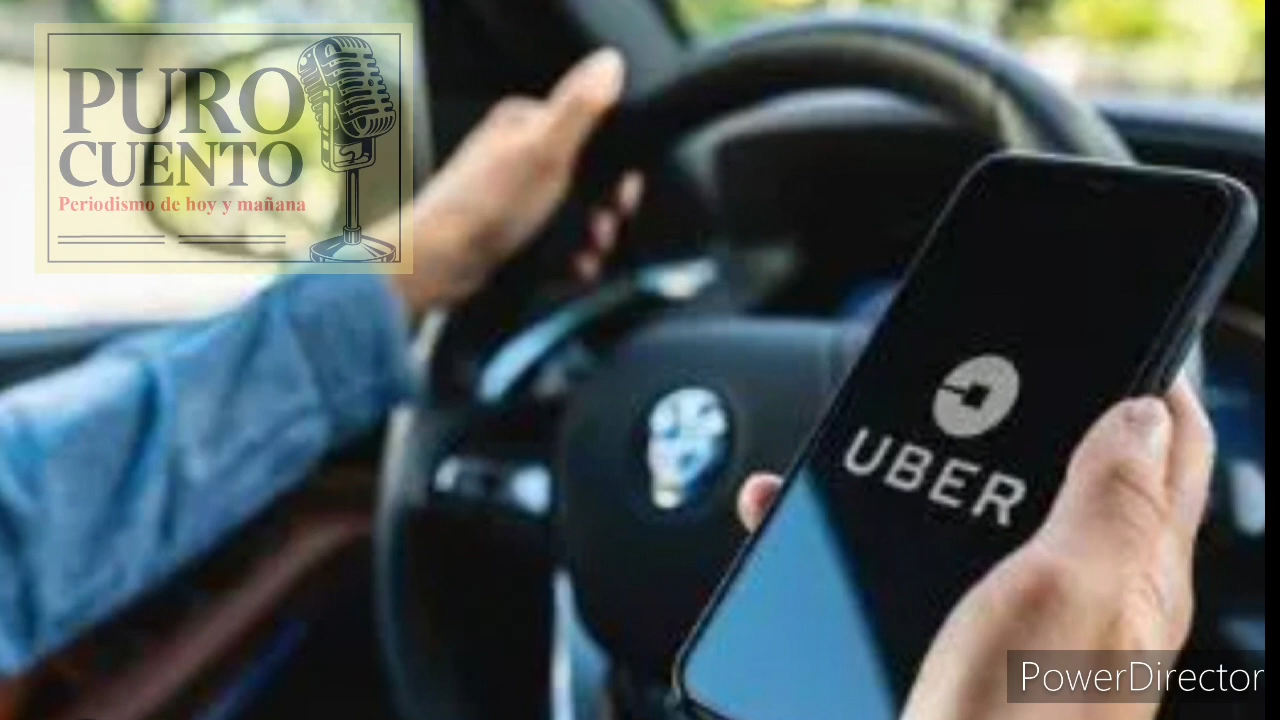 PURO
CUENTO
Periodismo de hoy y mañana
UBER
PowerDirector